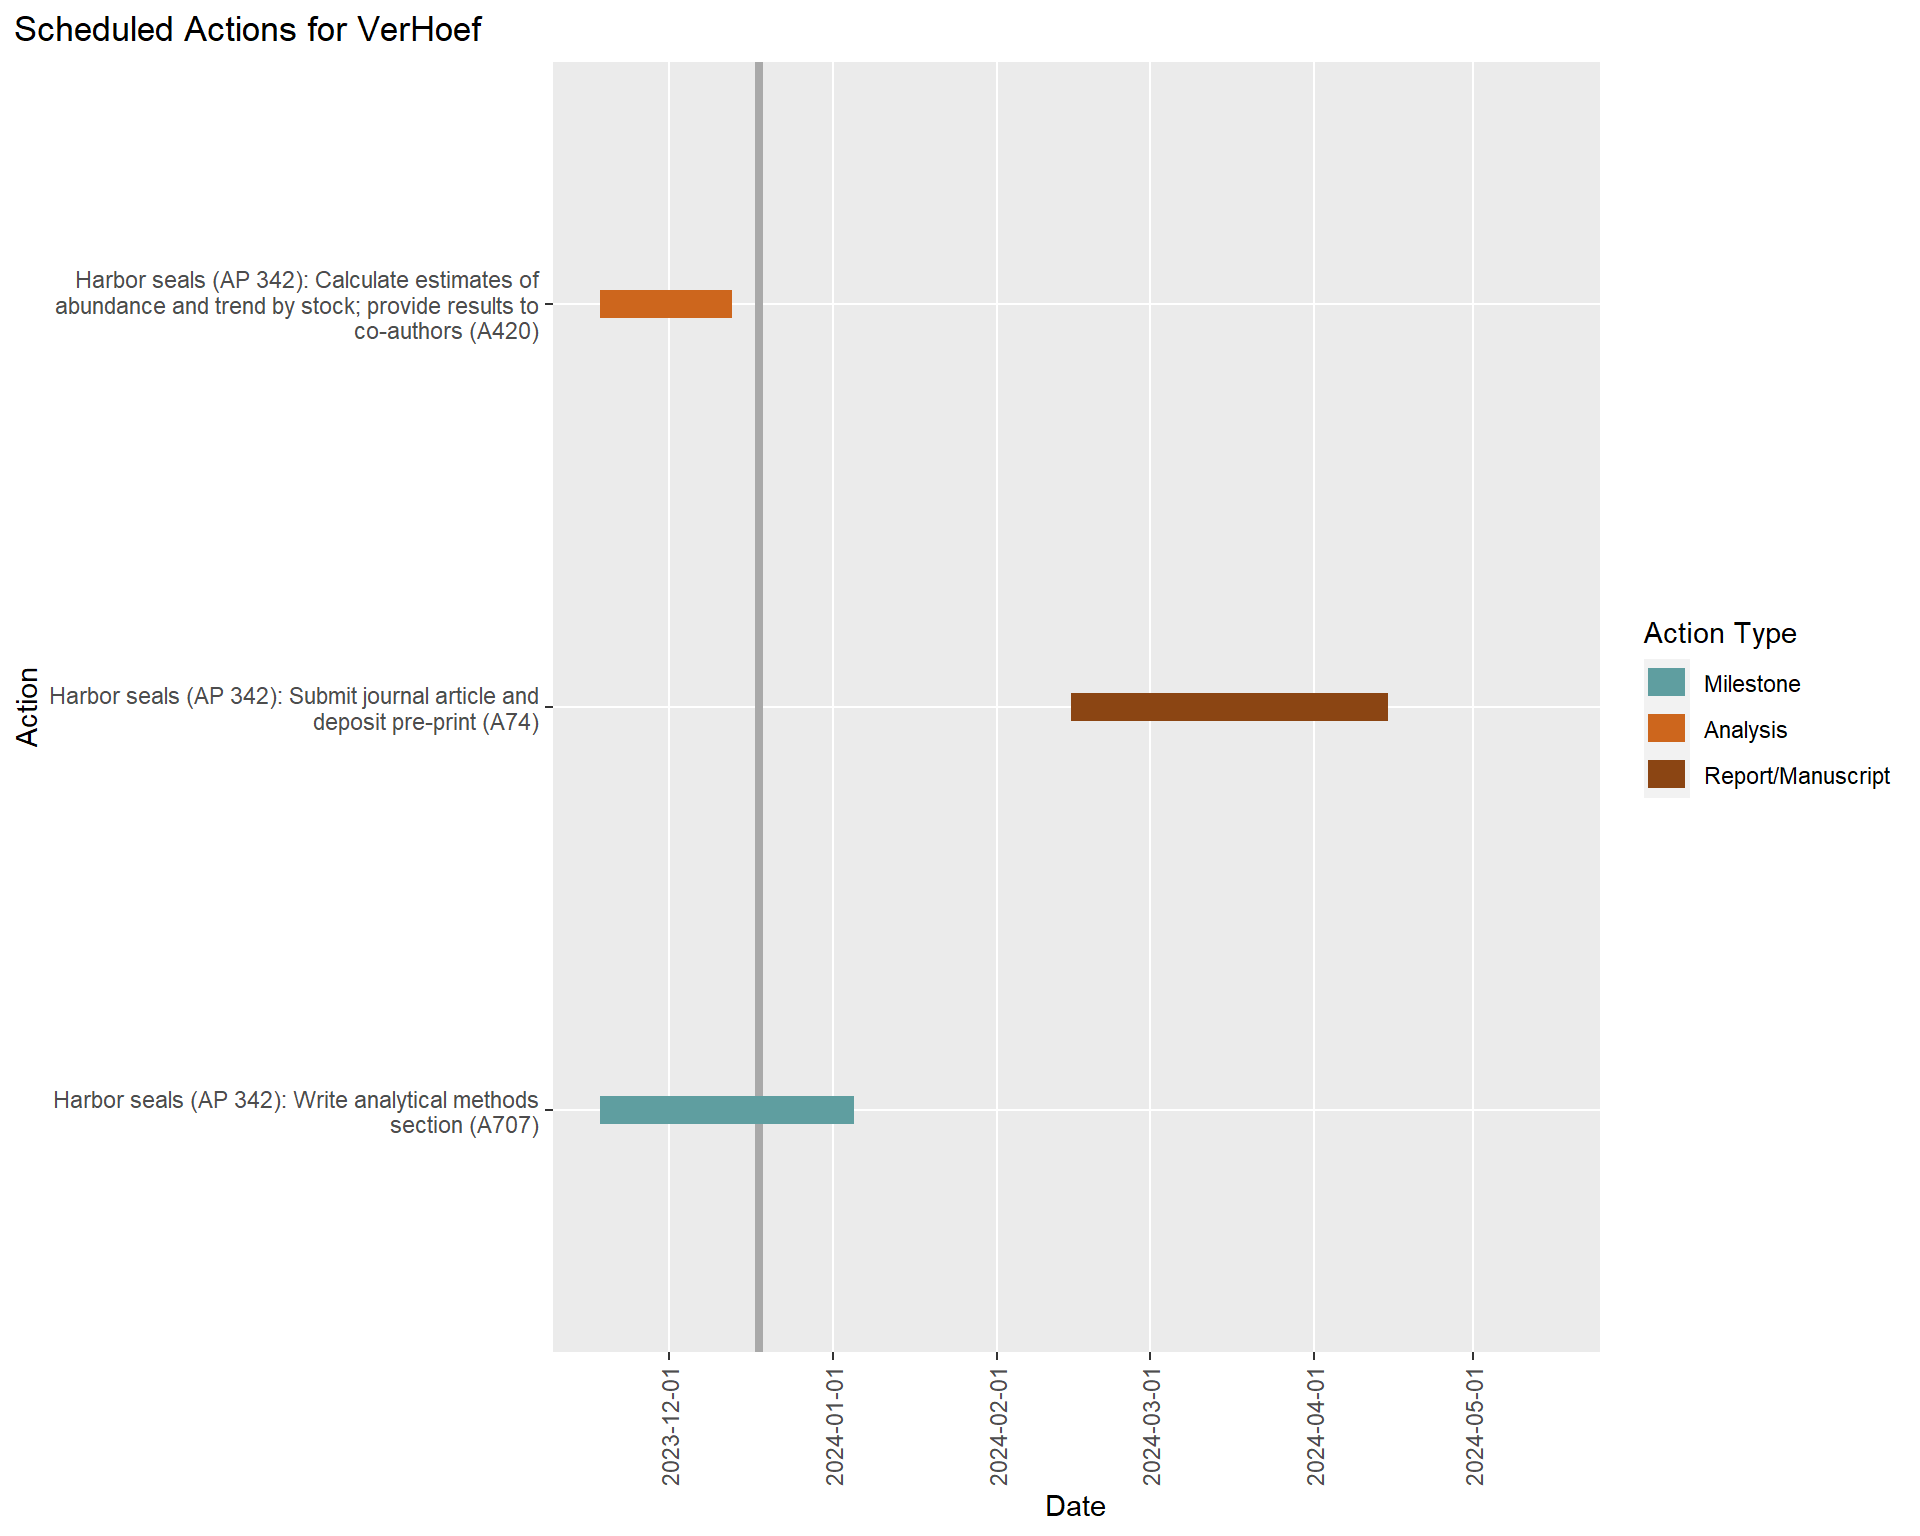 Scheduled Actions for VerHoef
Harbor seals (AP 342): Calculate estimates of
abundance and trend by stock; provide results to
co-authors (A420)
Harbor seals (AP 342): Submit journal article and
deposit pre-print (A74)
Harbor seals (AP 342): Write analytical methods
section (A707)
Action
2023-12-01
2024-01-01
2024-02-01
2024-03-01
2024-04-01
2024-05-01
Date
Action Type
Milestone
Analysis
Report/Manuscript